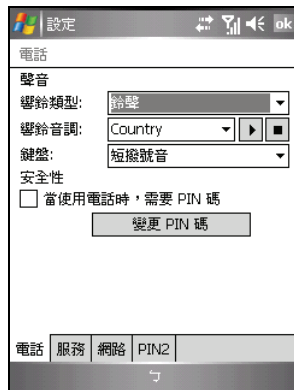 設定 ok
電話
聲音
響鈴類型: 鈴聲
響鈴音調: Country
鍵盤: 短撥號音
安全性
當使用電話時，需要 PIN 碼
變更 PIN 碼
電話 服務 網路 PIN2